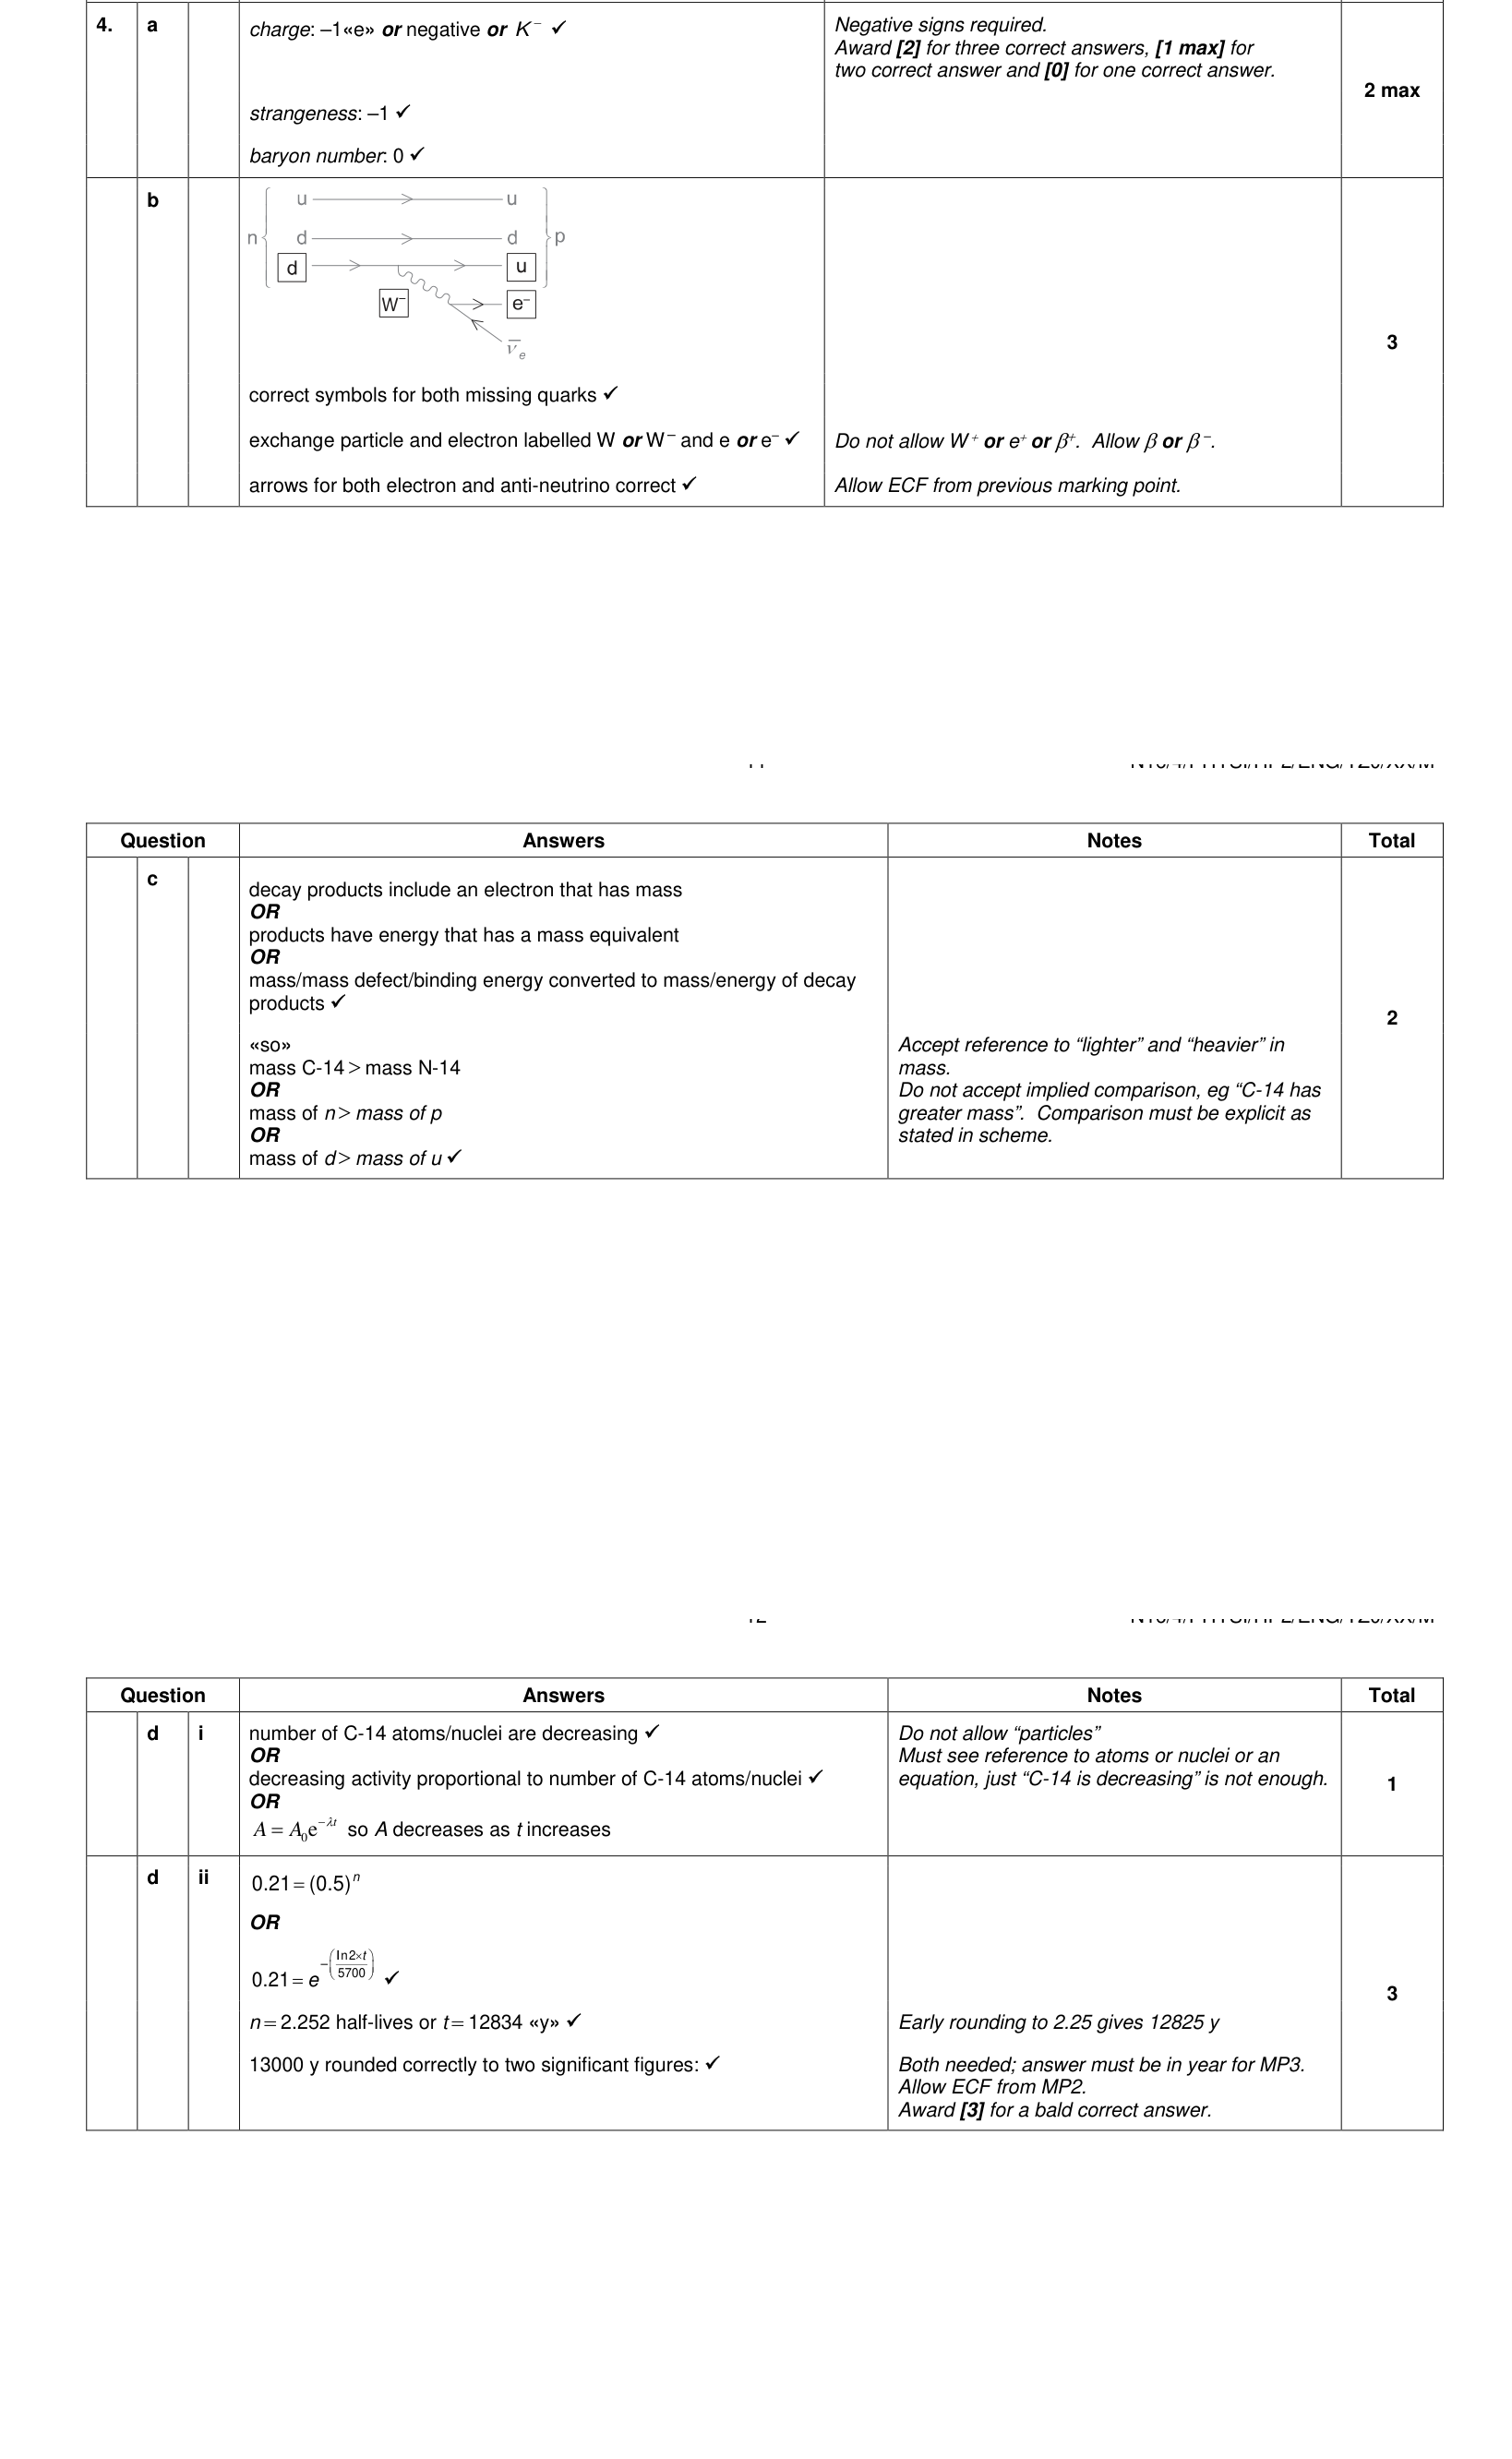 4. a charge: –1«e» or negative or K⁻ ✓ Negative signs required.
Award [2] for three correct answers, [1 max] for
two correct answer and [0] for one correct answer.
2 max
strangeness: –1 ✓
baryon number: 0 ✓
b
u u
n d d p
d u
W⁻ e⁻
ν̅ₑ
3
correct symbols for both missing quarks ✓
exchange particle and electron labelled W or W⁻ and e or e⁻ ✓ Do not allow W⁺ or e⁺ or β⁺. Allow β or β⁻.
arrows for both electron and anti-neutrino correct ✓ Allow ECF from previous marking point.
Question Answers Notes Total
c
decay products include an electron that has mass
OR
products have energy that has a mass equivalent
OR
mass/mass defect/binding energy converted to mass/energy of decay
products ✓
2
«so» Accept reference to “lighter” and “heavier” in
mass C-14 > mass N-14 mass.
OR Do not accept implied comparison, eg “C-14 has
mass of n > mass of p greater mass”. Comparison must be explicit as
OR stated in scheme.
mass of d > mass of u ✓
Question Answers Notes Total
d i number of C-14 atoms/nuclei are decreasing ✓ Do not allow “particles”
OR Must see reference to atoms or nuclei or an
decreasing activity proportional to number of C-14 atoms/nuclei ✓ equation, just “C-14 is decreasing” is not enough.
1
OR
A = A₀e^(−λt) so A decreases as t increases
d ii 0.21 = (0.5)ⁿ
OR
0.21 = e^(−(ln2×t/5700)) ✓
3
n = 2.252 half-lives or t = 12834 «y» ✓ Early rounding to 2.25 gives 12825 y
13000 y rounded correctly to two significant figures: ✓ Both needed; answer must be in year for MP3.
Allow ECF from MP2.
Award [3] for a bald correct answer.